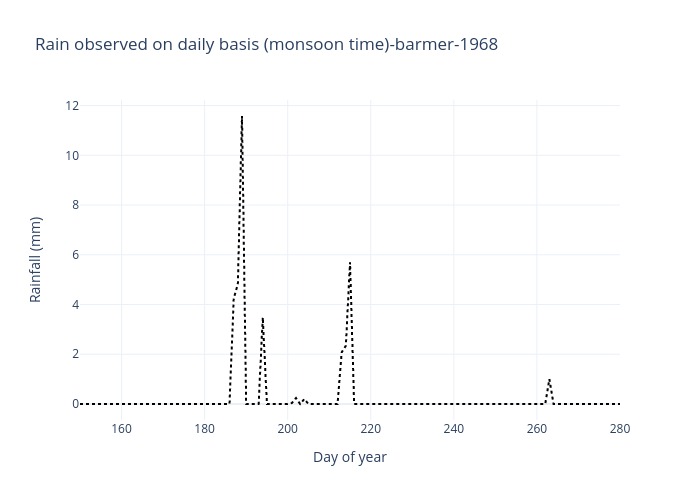 Rain observed on daily basis (monsoon time)-barmer-1968
12
10
8
6
4
2
0
Rainfall (mm)
160 180 200 220 240 260 280
Day of year